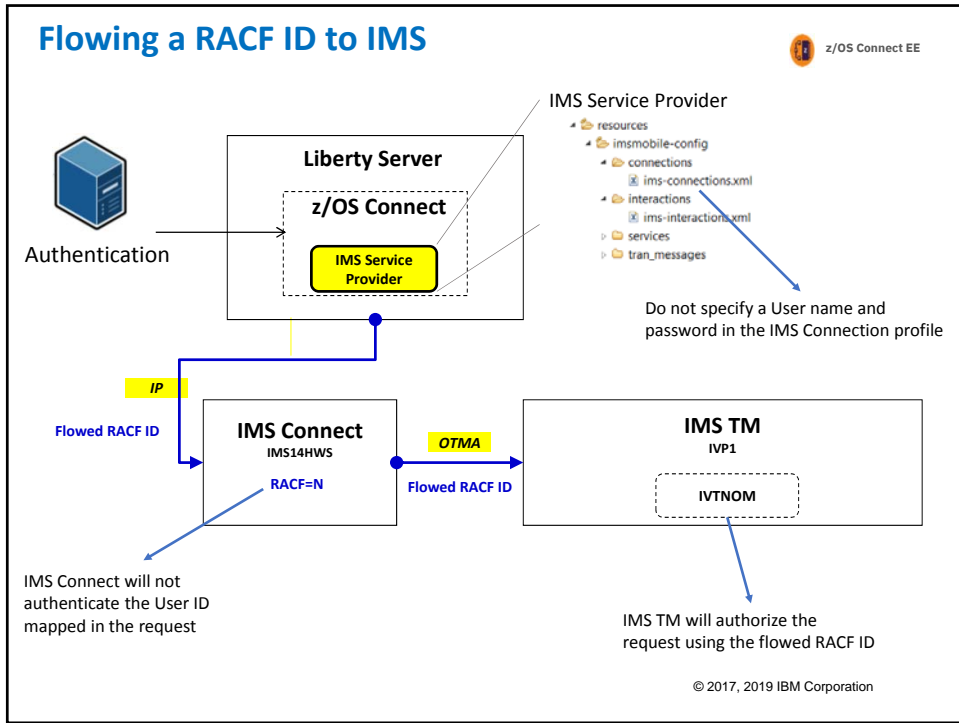 Flowing a RACF ID to IMS
z/OS Connect EE
IMS Service Provider
resources
imsmobile-config
connections
ims-connections.xml
interactions
ims-interactions.xml
services
tran_messages
Liberty Server
z/OS Connect
IMS Service
Provider
Authentication
Do not specify a User name and
password in the IMS Connection profile
IP
Flowed RACF ID
IMS Connect
IMS14HWS
RACF=N
OTMA
Flowed RACF ID
IMS TM
IVP1
IVTNOM
IMS Connect will not
authenticate the User ID
mapped in the request
IMS TM will authorize the
request using the flowed RACF ID
© 2017, 2019 IBM Corporation